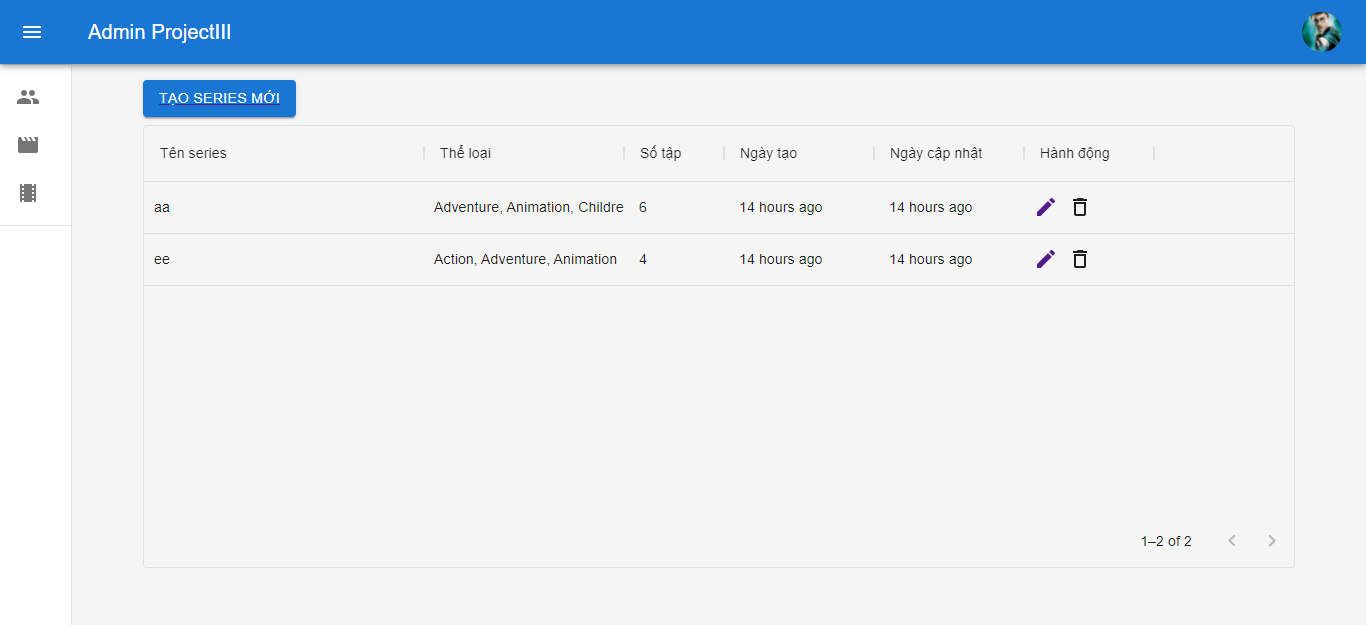 Admin ProjectIII
TẠO SERIES MỚI
Tên series Thể loại Số tập Ngày tạo Ngày cập nhật Hành động
aa Adventure, Animation, Childre 6 14 hours ago 14 hours ago
ee Action, Adventure, Animation 4 14 hours ago 14 hours ago
1–2 of 2